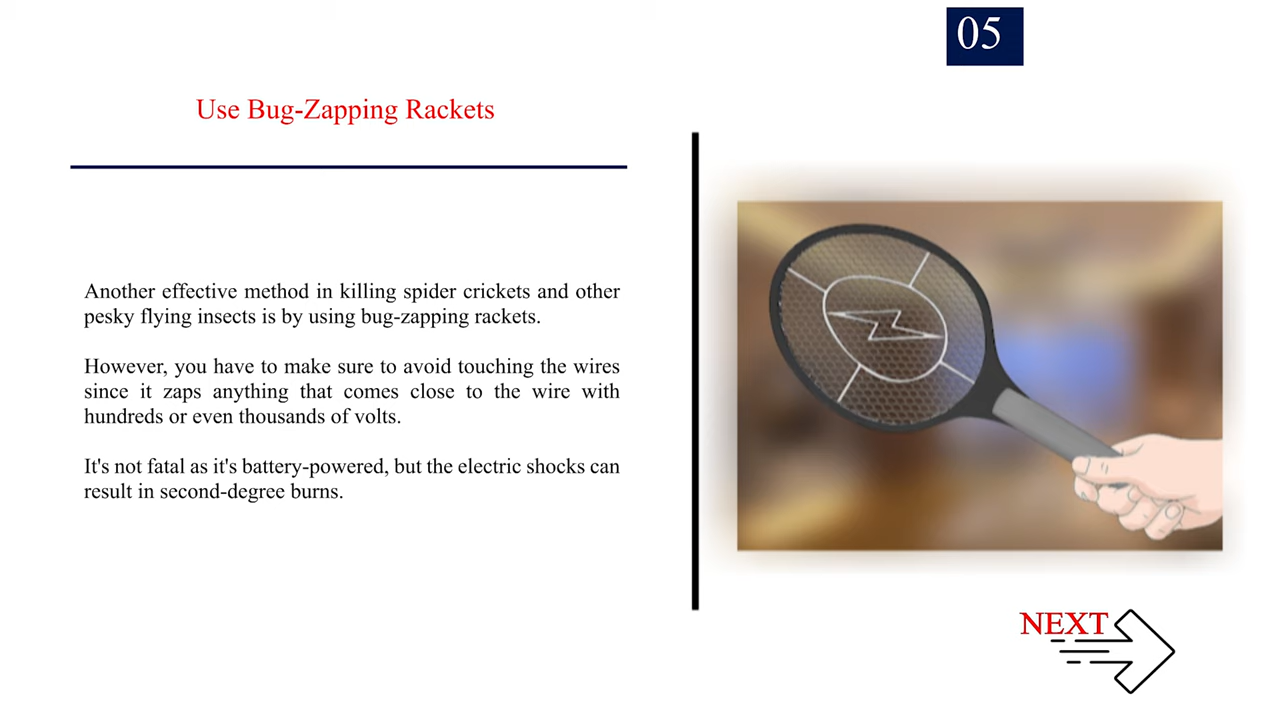 05
Use Bug-Zapping Rackets
Another effective method in killing spider crickets and other
pesky flying insects is by using bug-zapping rackets.
However, you have to make sure to avoid touching the wires
since it zaps anything that comes close to the wire with
hundreds or even thousands of volts.
It's not fatal as it's battery-powered, but the electric shocks can
result in second-degree burns.
NEXT